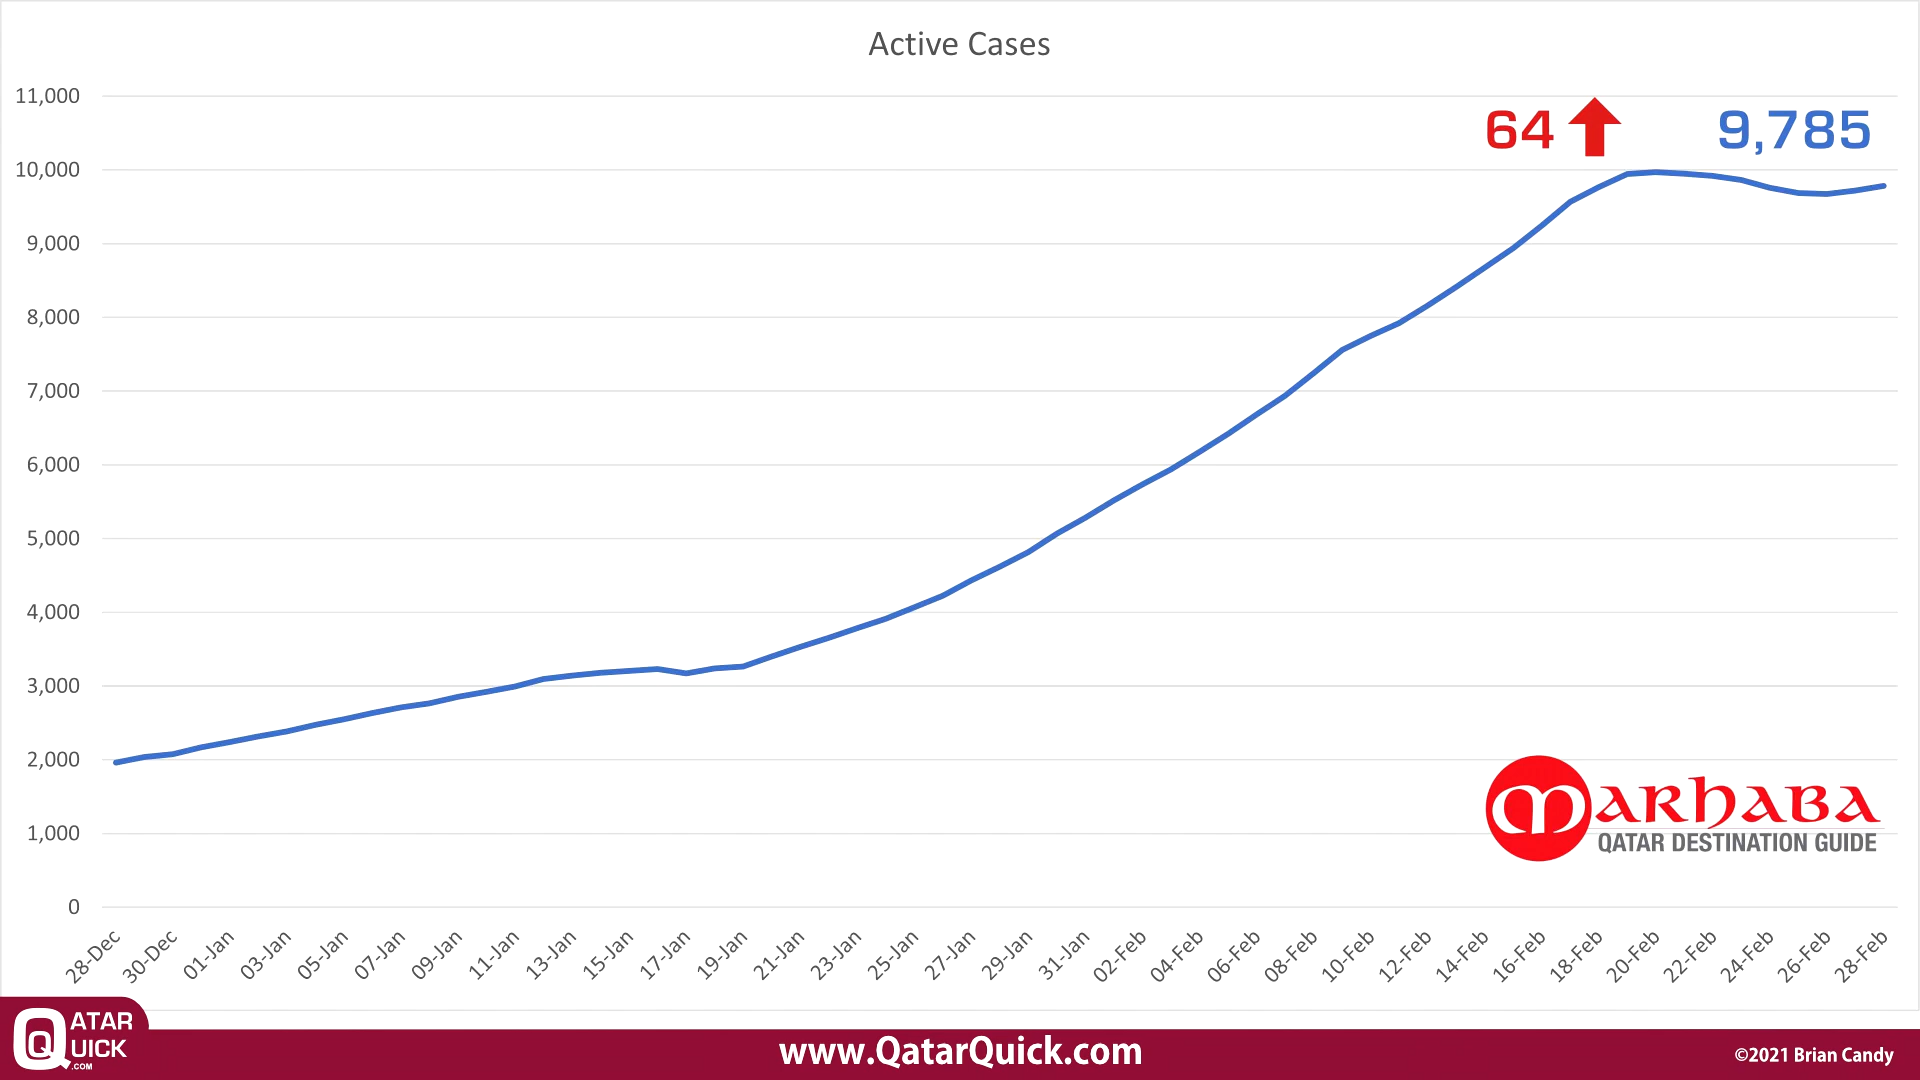 Active Cases
64 9,785
11,000
10,000
9,000
8,000
7,000
6,000
5,000
4,000
3,000
2,000
1,000
0
28-Dec 30-Dec 01-Jan 03-Jan 05-Jan 07-Jan 09-Jan 11-Jan 13-Jan 15-Jan 17-Jan 19-Jan 21-Jan 23-Jan 25-Jan 27-Jan 29-Jan 31-Jan 02-Feb 04-Feb 06-Feb 08-Feb 10-Feb 12-Feb 14-Feb 16-Feb 18-Feb 20-Feb 22-Feb 24-Feb 26-Feb 28-Feb
MARHABA
QATAR DESTINATION GUIDE
QATAR
QUICK
.COM
www.QatarQuick.com
©2021 Brian Candy